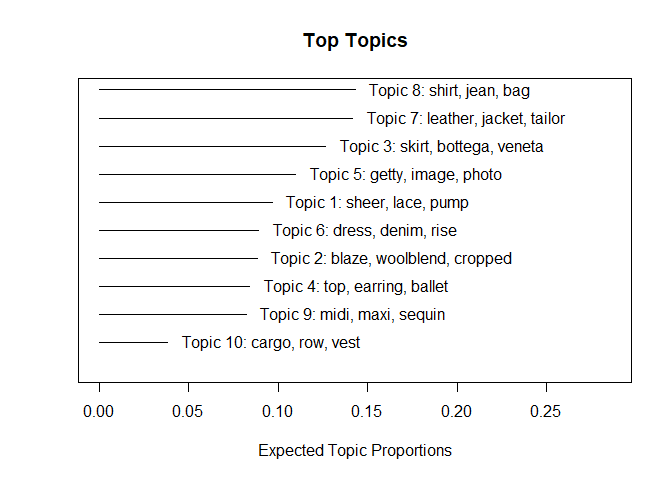 Top Topics
Topic 8: shirt, jean, bag
Topic 7: leather, jacket, tailor
Topic 3: skirt, bottega, veneta
Topic 5: getty, image, photo
Topic 1: sheer, lace, pump
Topic 6: dress, denim, rise
Topic 2: blaze, woolblend, cropped
Topic 4: top, earring, ballet
Topic 9: midi, maxi, sequin
Topic 10: cargo, row, vest
0.00 0.05 0.10 0.15 0.20 0.25
Expected Topic Proportions